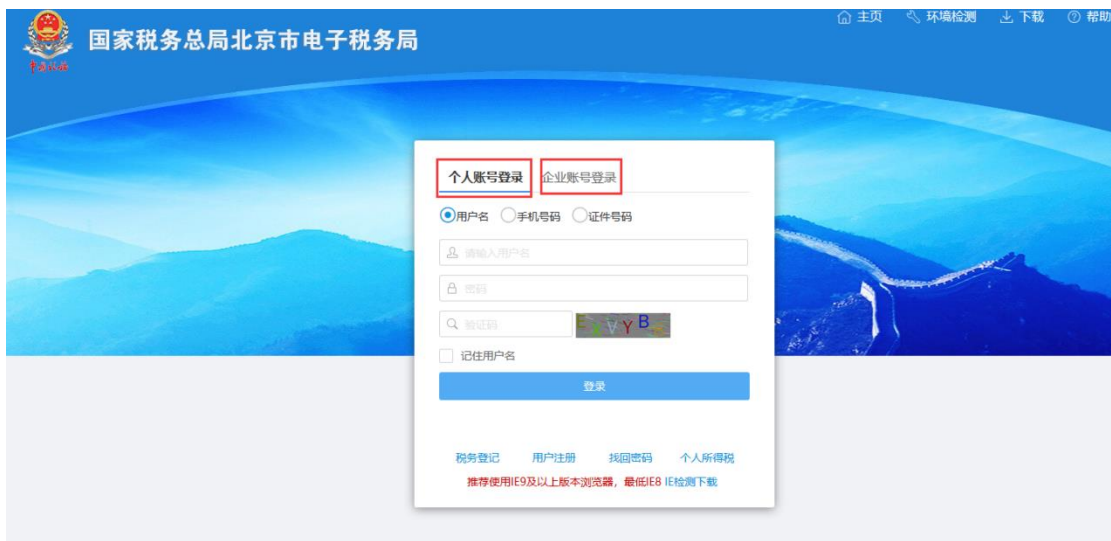 主页 环境检测 下载 帮助
国家税务总局北京市电子税务局
中国税务
个人账号登录 企业账号登录
用户名 手机号码 证件号码
请输入用户名
密码
验证码
记住用户名
登录
税务登记 用户注册 找回密码 个人所得税
推荐使用IE9及以上版本浏览器，最低IE8 IE检测下载